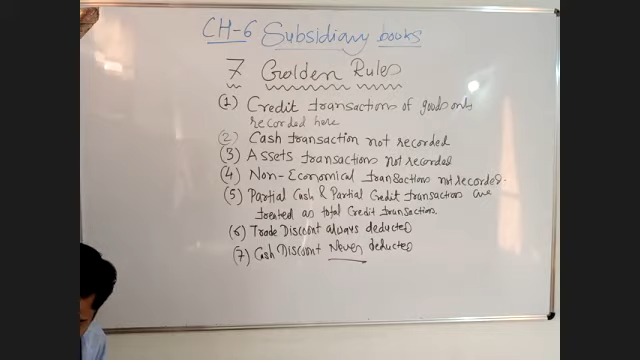 CH-6 Subsidiary books
7 Golden Rules
(1) Credit transactions of goods only
recorded here
(2) Cash transaction not recorded
(3) Assets transactions not recorded
(4) Non-Economical transactions not recorded.
(5) Partial Cash & Partial Credit transaction are
treated as total Credit transaction.
(6) Trade Discount always deducted
(7) Cash Discount Never deducted